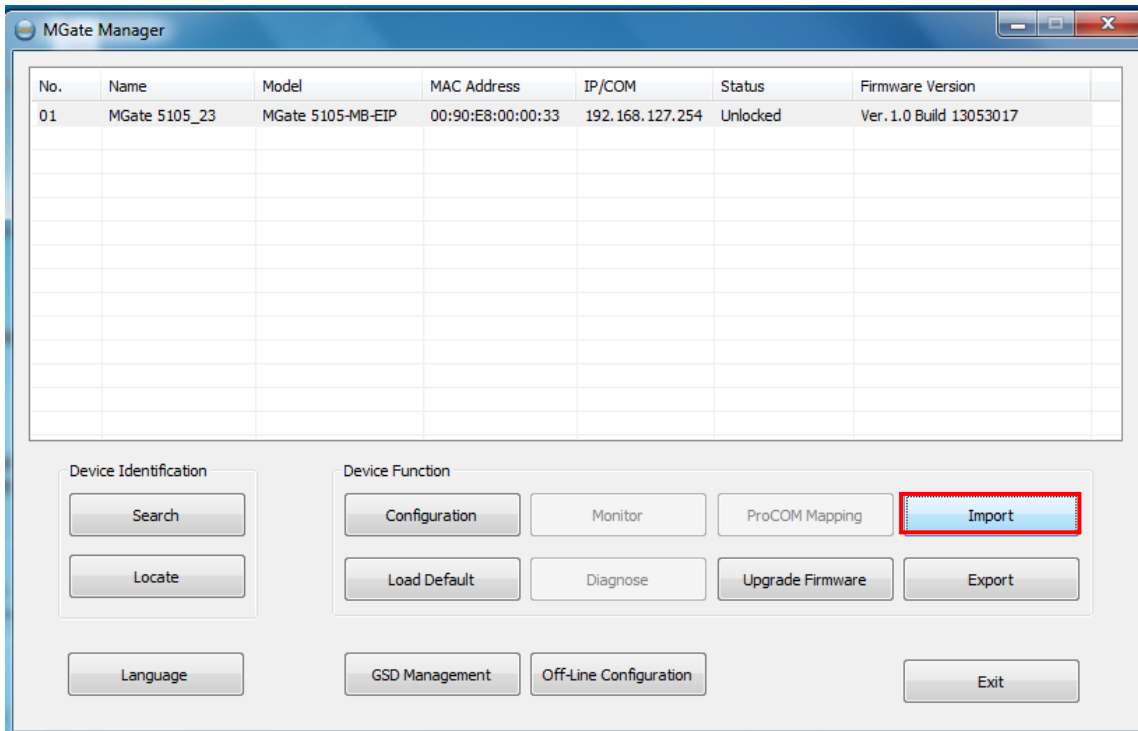 MGate Manager
No. Name Model MAC Address IP/COM Status Firmware Version
01 MGate 5105_23 MGate 5105-MB-EIP 00:90:E8:00:00:33 192.168.127.254 Unlocked Ver.1.0 Build 13053017
Device Identification Device Function
Search Configuration Monitor ProCOM Mapping Import
Locate Load Default Diagnose Upgrade Firmware Export
Language GSD Management Off-Line Configuration Exit